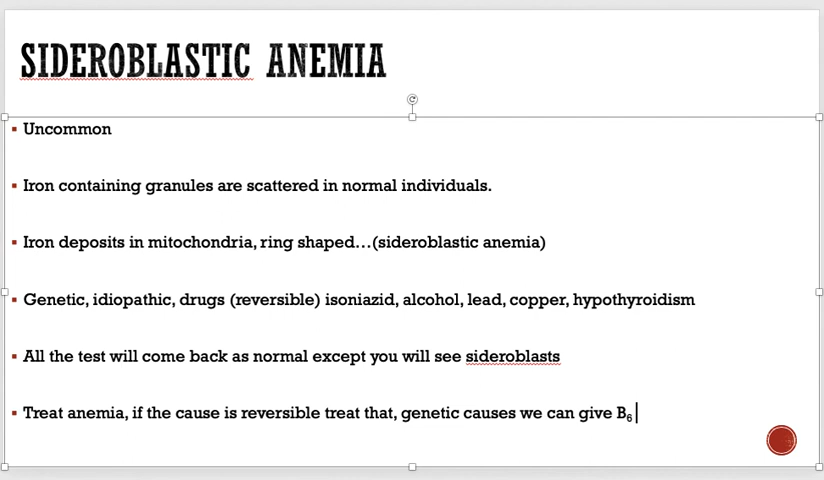 SIDEROBLASTIC ANEMIA
▪ Uncommon
▪ Iron containing granules are scattered in normal individuals.
▪ Iron deposits in mitochondria, ring shaped…(sideroblastic anemia)
▪ Genetic, idiopathic, drugs (reversible) isoniazid, alcohol, lead, copper, hypothyroidism
▪ All the test will come back as normal except you will see sideroblasts
▪ Treat anemia, if the cause is reversible treat that, genetic causes we can give B₆